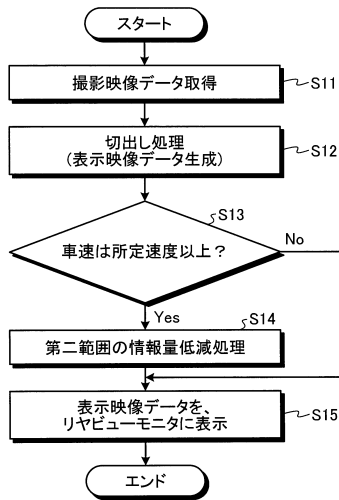 スタート
撮影映像データ取得
S11
切出し処理
(表示映像データ生成)
S12
S13
車速は所定速度以上？
No
Yes
S14
第二範囲の情報量低減処理
表示映像データを、
リヤビューモニタに表示
S15
エンド